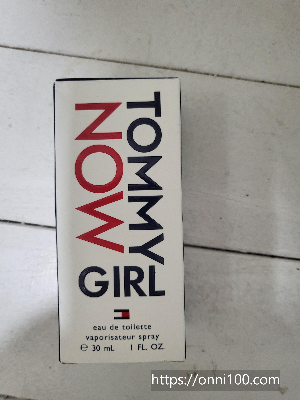 TOMMY
NOW
GIRL
eau de toilette
vaporisateur spray
℮ 30 mL 1 FL. OZ.
https://onni100.com